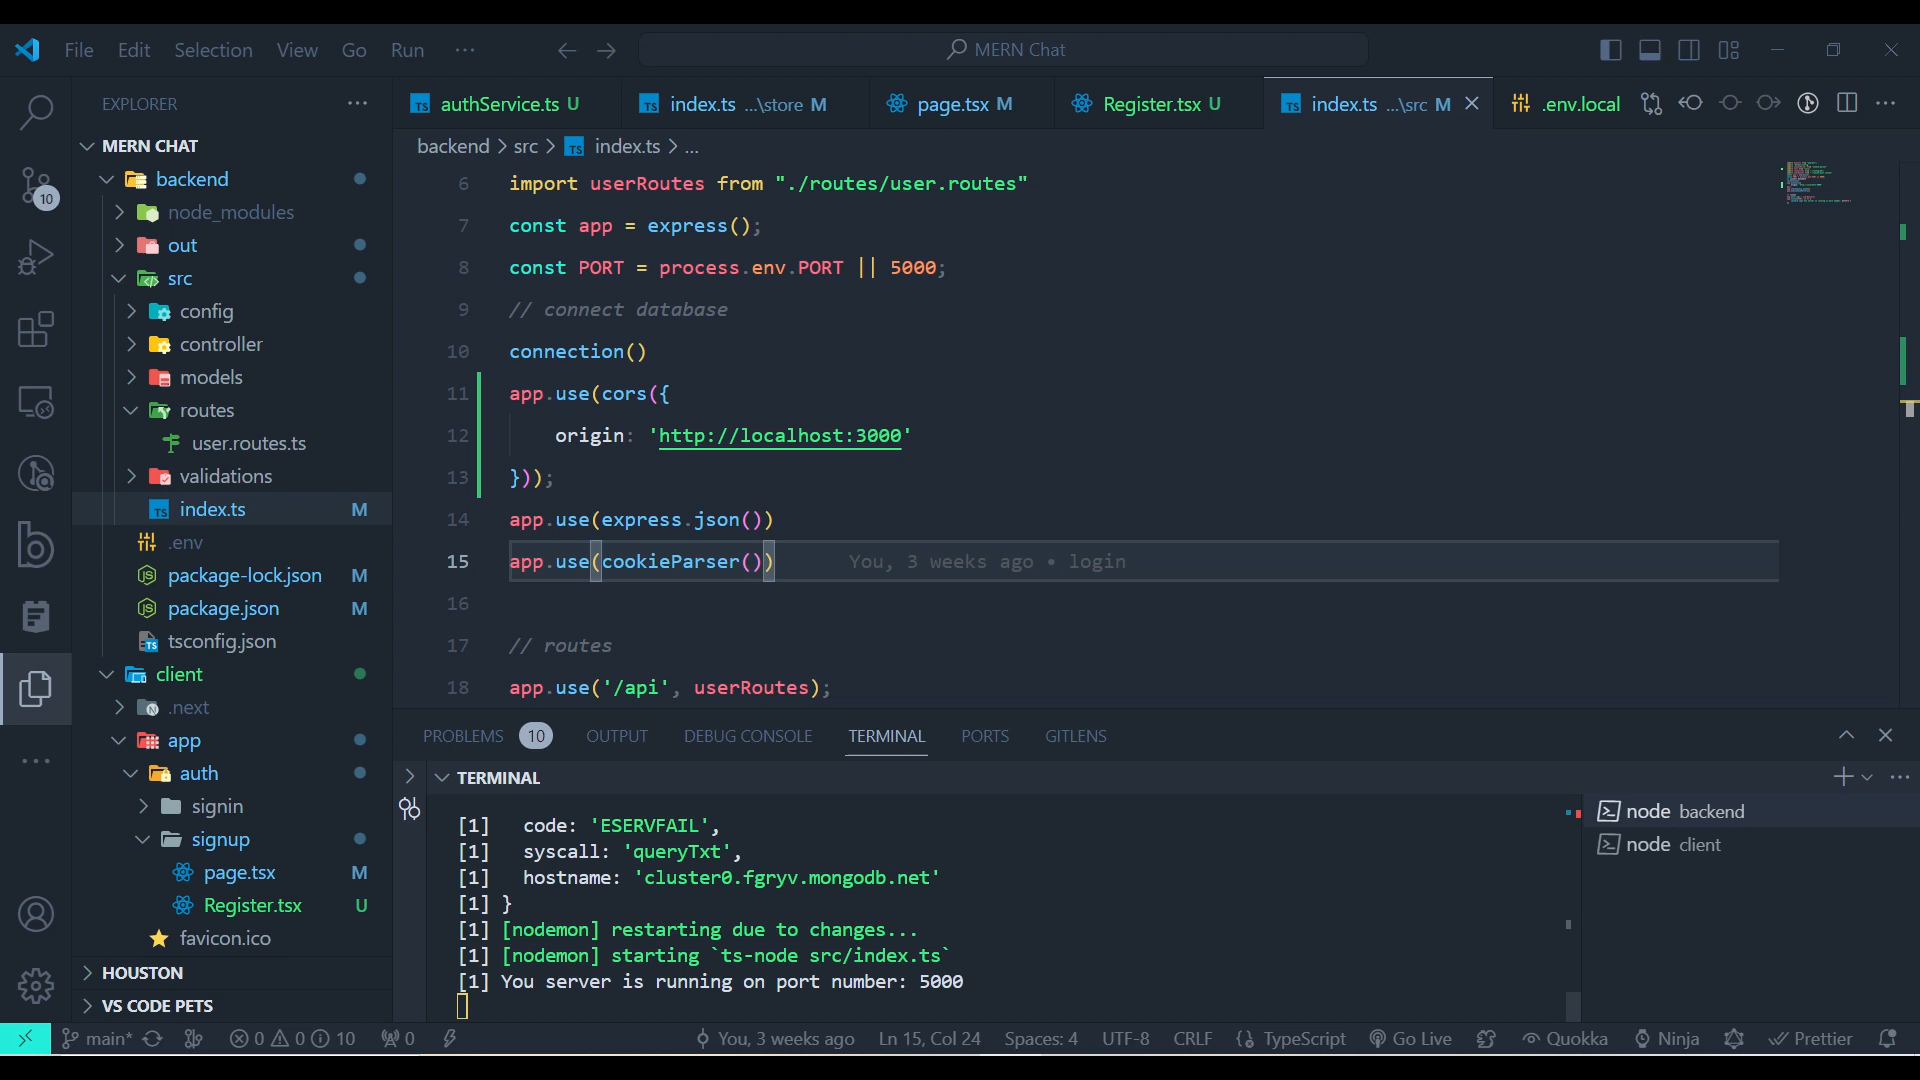 File Edit Selection View Go Run ··· MERN Chat
EXPLORER ···
MERN CHAT
backend
node_modules
out
src
config
controller
models
routes
user.routes.ts
validations
index.ts M
.env
package-lock.json M
package.json M
tsconfig.json
client
.next
app
auth
signin
signup
page.tsx M
Register.tsx U
favicon.ico
HOUSTON
VS CODE PETS
10
authService.ts U index.ts ...\store M page.tsx M Register.tsx U index.ts ...\src M .env.local
backend > src > TS index.ts > ...
6 import userRoutes from "./routes/user.routes"
7 const app = express();
8 const PORT = process.env.PORT || 5000;
9 // connect database
10 connection()
11 app.use(cors({
12 origin: 'http://localhost:3000'
13 }));
14 app.use(express.json())
15 app.use(cookieParser()) You, 3 weeks ago • login
16
17 // routes
18 app.use('/api', userRoutes);
PROBLEMS 10 OUTPUT DEBUG CONSOLE TERMINAL PORTS GITLENS
TERMINAL
[1] code: 'ESERVFAIL',
[1] syscall: 'queryTxt',
[1] hostname: 'cluster0.fgryv.mongodb.net'
[1] }
[1] [nodemon] restarting due to changes...
[1] [nodemon] starting `ts-node src/index.ts`
[1] You server is running on port number: 5000
node backend
node client
main* 0 0 10 0 You, 3 weeks ago Ln 15, Col 24 Spaces: 4 UTF-8 CRLF TypeScript Go Live Quokka Ninja Prettier